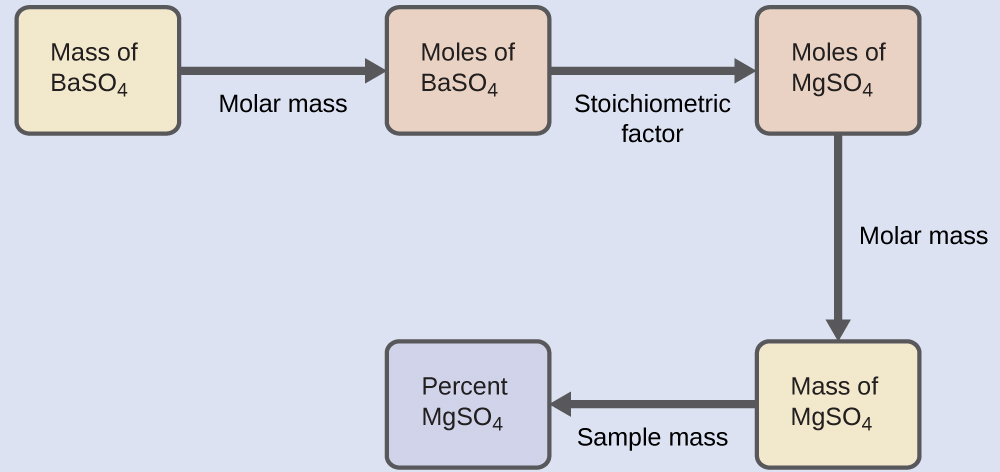 Mass of
BaSO₄
Molar mass
Moles of
BaSO₄
Stoichiometric
factor
Moles of
MgSO₄
Molar mass
Mass of
MgSO₄
Sample mass
Percent
MgSO₄